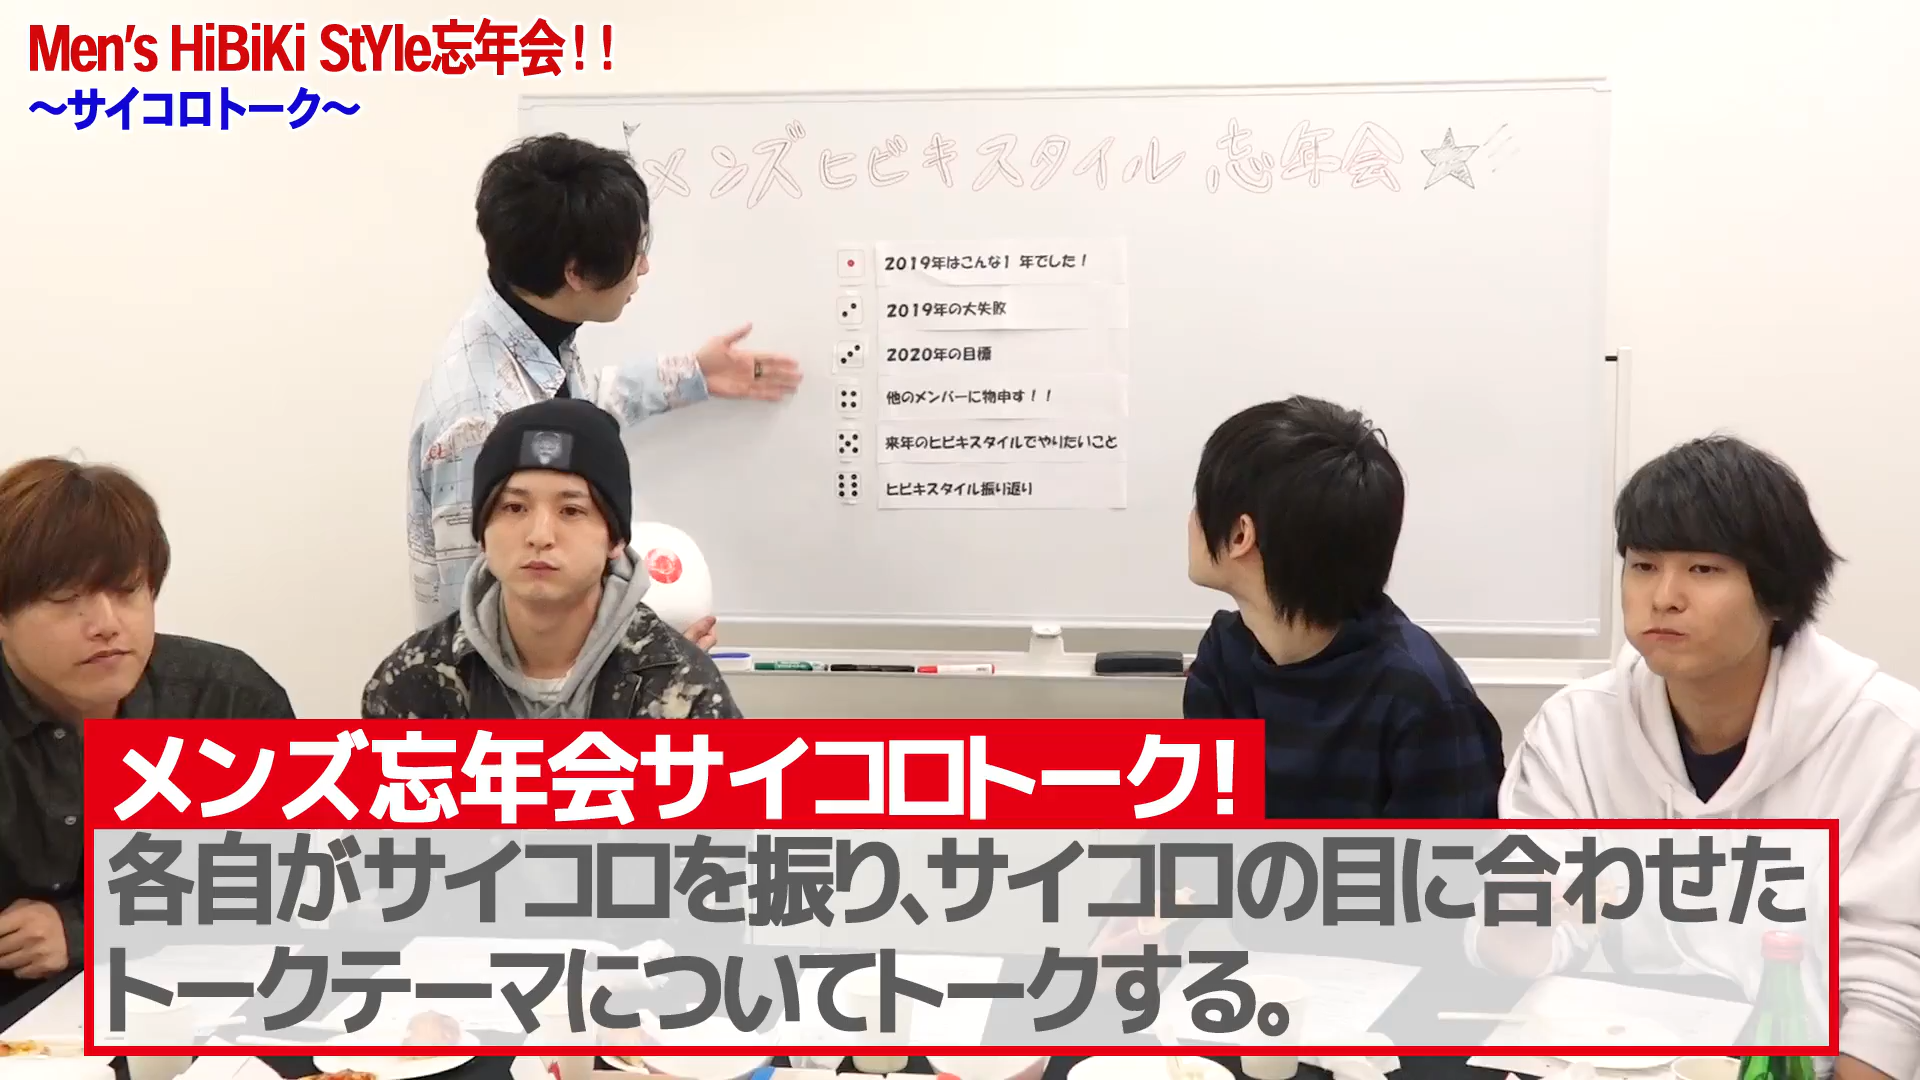 Men's HiBiKi StYle忘年会!!
～サイコロトーク～
メンズヒビキスタイル 忘年会★
2019年はこんな1年でした!
2019年の大失敗
2020年の目標
他のメンバーに物申す!!
来年のヒビキスタイルでやりたいこと
ヒビキスタイル振り返り
メンズ忘年会サイコロトーク!
各自がサイコロを振り、サイコロの目に合わせた
トークテーマについてトークする。